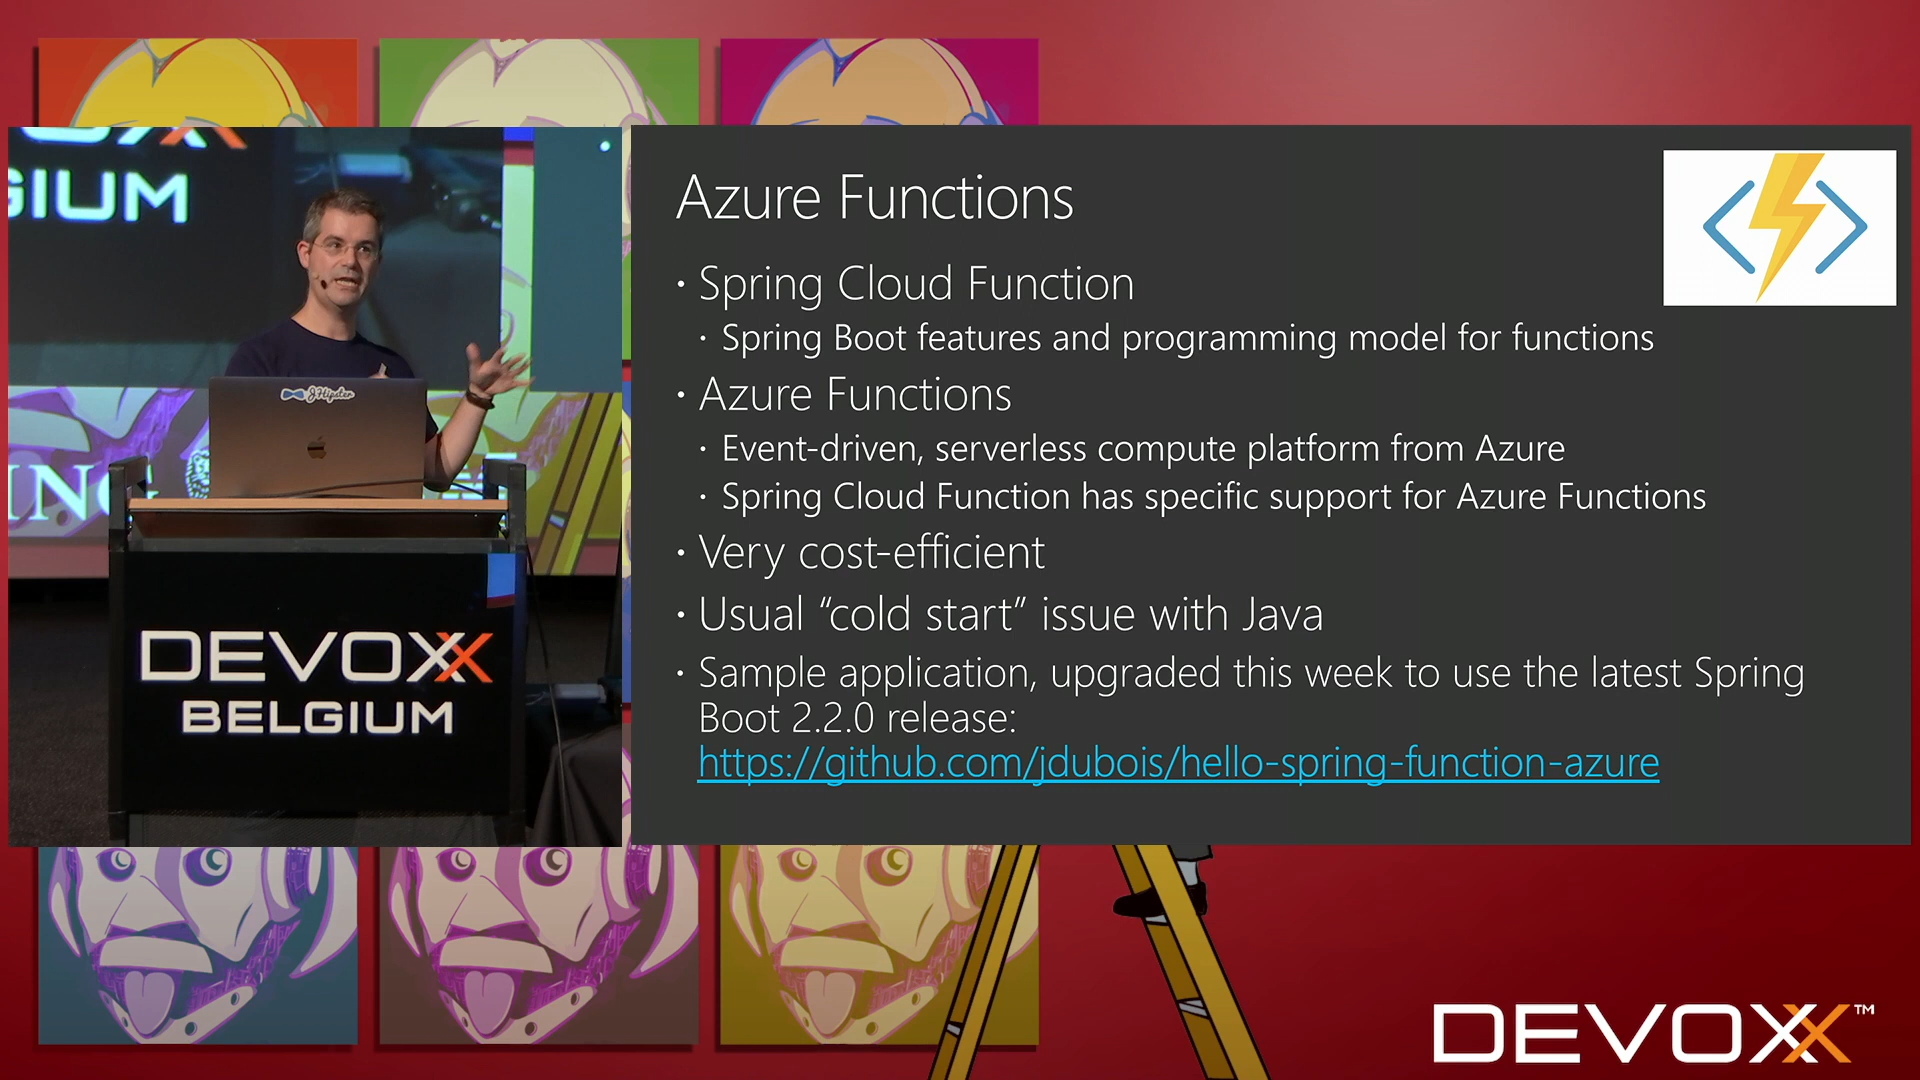 GIUM
JHipster
ING
DEVOXX
BELGIUM
Azure Functions
· Spring Cloud Function
· Spring Boot features and programming model for functions
· Azure Functions
· Event-driven, serverless compute platform from Azure
· Spring Cloud Function has specific support for Azure Functions
· Very cost-efficient
· Usual “cold start” issue with Java
· Sample application, upgraded this week to use the latest Spring
Boot 2.2.0 release:
https://github.com/jdubois/hello-spring-function-azure
DEVOXX™